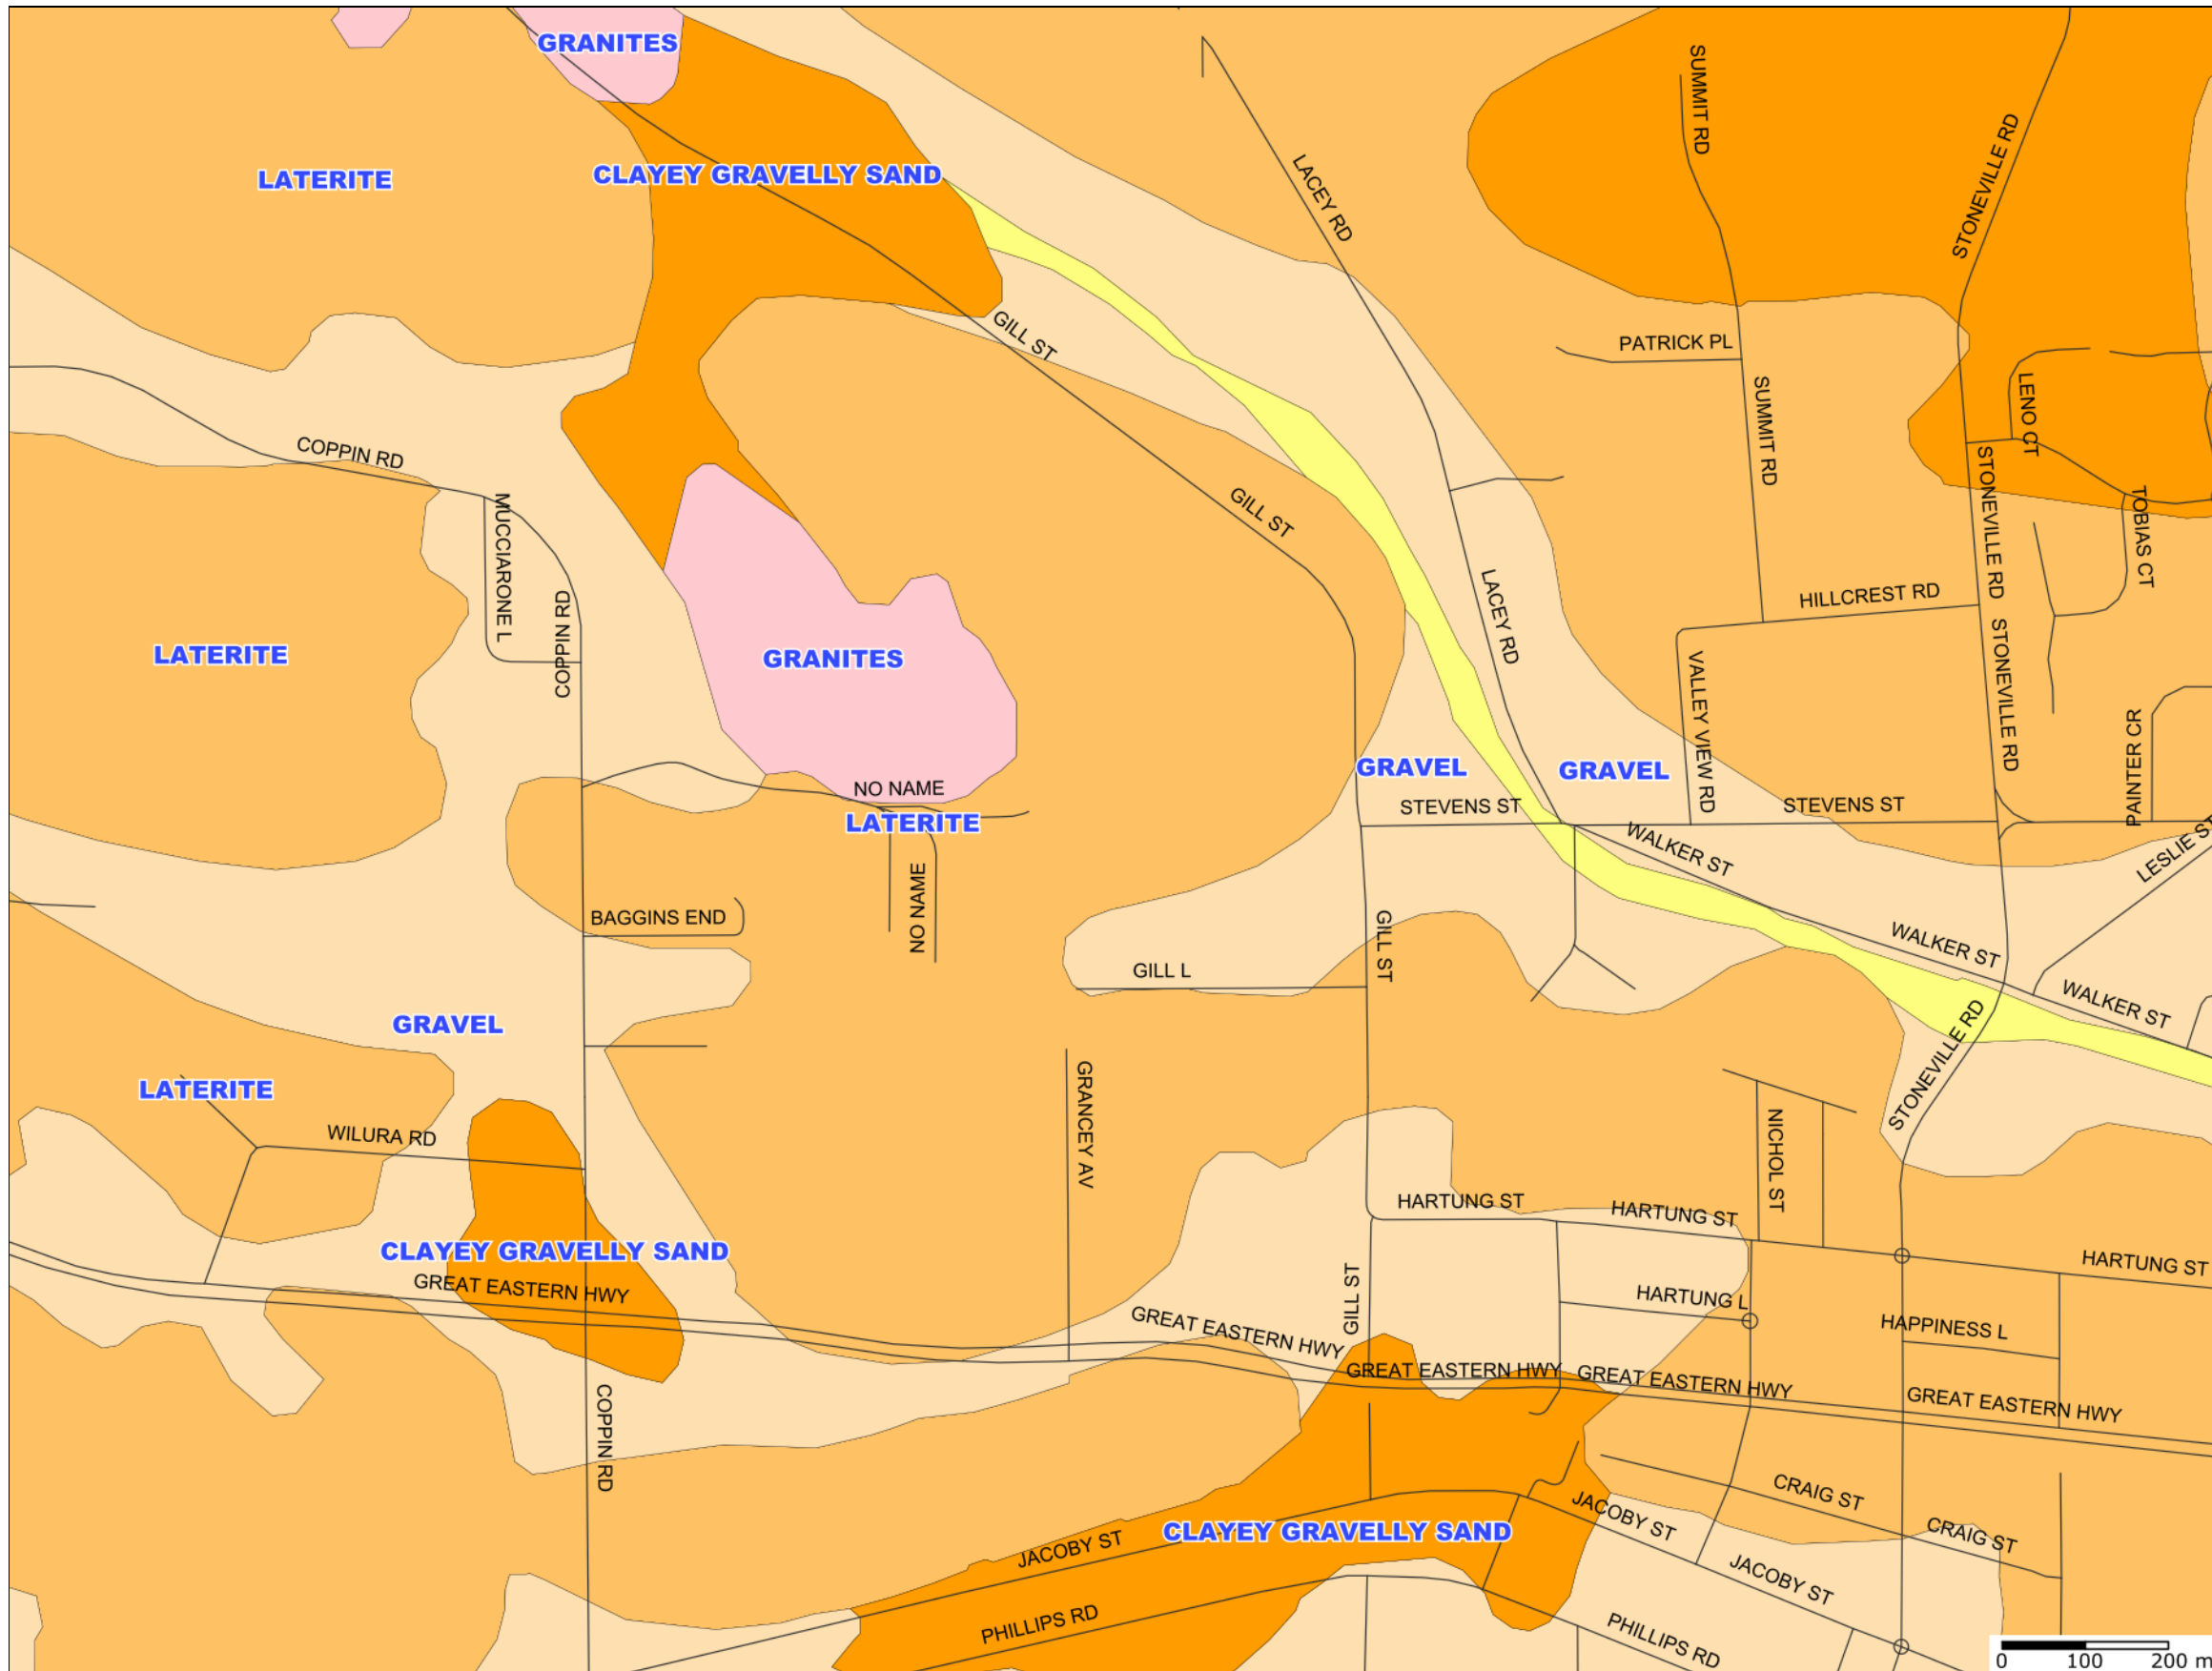 GRANITES
SUMMIT RD
STONEVILLE RD
CLAYEY GRAVELLY SAND
LATERITE
LACEY RD
GILL ST
PATRICK PL
SUMMIT RD
LENO CT
COPPIN RD
GILL ST
STONEVILLE RD
TOBIAS CT
MUCCIARONE L
COPPIN RD
LACEY RD
HILLCREST RD
LATERITE
GRANITES
STONEVILLE RD
VALLEY VIEW RD
PAINTER CR
GRAVEL
GRAVEL
NO NAME
STEVENS ST
STEVENS ST
LATERITE
WALKER ST
LESLIE ST
BAGGINS END
NO NAME
GILL ST
WALKER ST
GILL L
WALKER ST
GRAVEL
STONEVILLE RD
LATERITE
GRANCEY AV
WILURA RD
NICHOL ST
HARTUNG ST
HARTUNG ST
CLAYEY GRAVELLY SAND
HARTUNG ST
GREAT EASTERN HWY
GILL ST
HARTUNG L
GREAT EASTERN HWY
HAPPINESS L
GREAT EASTERN HWY
GREAT EASTERN HWY
GREAT EASTERN HWY
COPPIN RD
CRAIG ST
JACOBY ST
CLAYEY GRAVELLY SAND
CRAIG ST
JACOBY ST
JACOBY ST
PHILLIPS RD
PHILLIPS RD
0 100 200 m